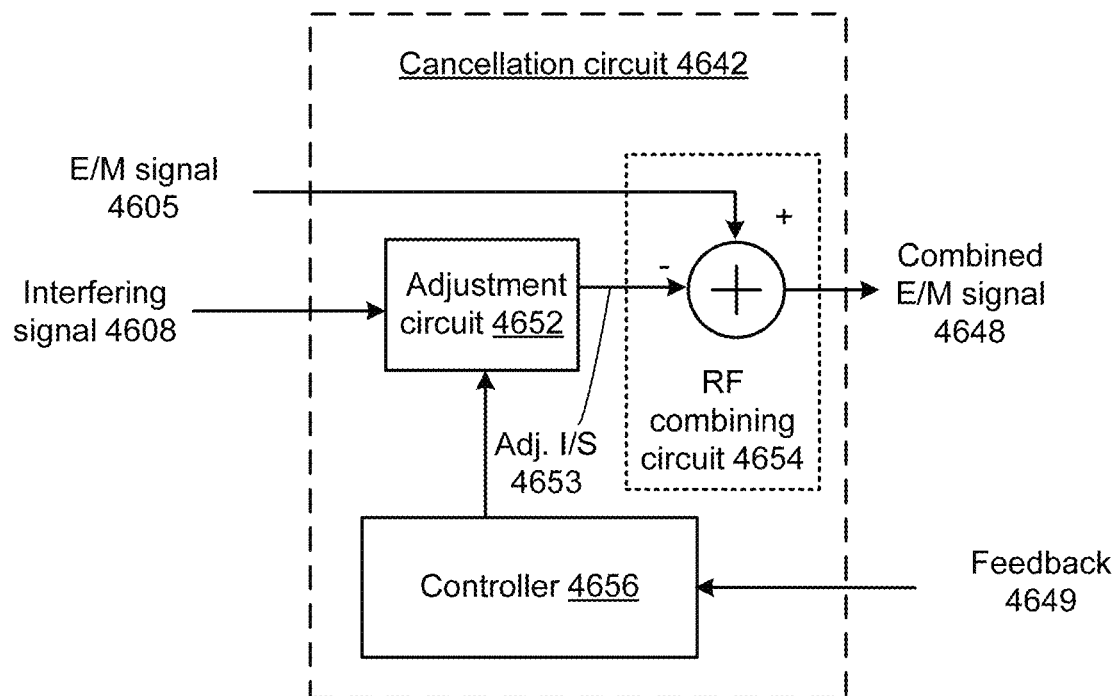 Cancellation circuit 4642
E/M signal
4605
+
Interfering
signal 4608
Adjustment
circuit 4652
-
Combined
E/M signal
4648
RF
combining
circuit 4654
Adj. I/S
4653
Controller 4656
Feedback
4649